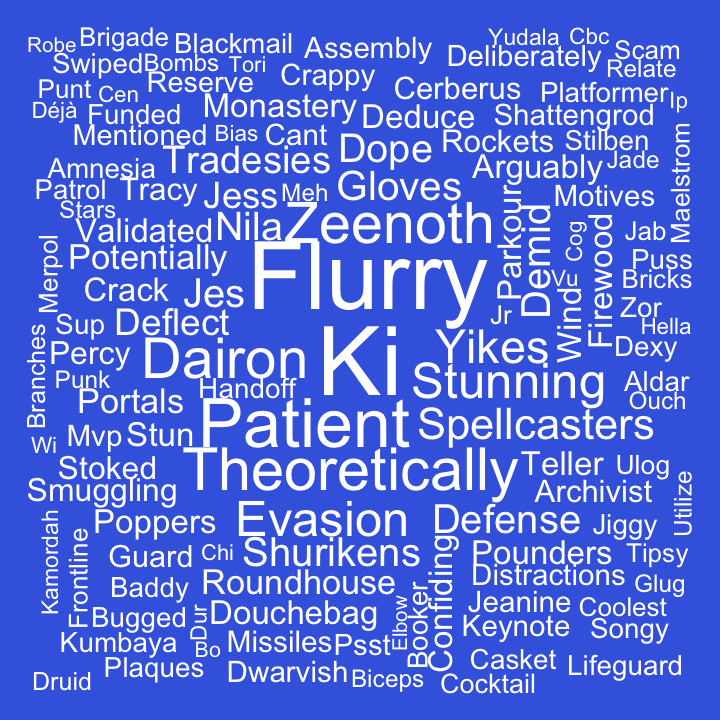 Robe
Brigade
Blackmail
Assembly
Yudala
Cbc
Swiped
Bombs
Tori
Deliberately
Scam
Punt
Cen
Reserve
Crappy
Cerberus
Platformer
Relate
Ip
Déjà
Funded
Monastery
Deduce
Shattengrod
Mentioned
Bias
Cant
Dope
Rockets
Stilben
Amnesia
Tradesies
Arguably
Jade
Maelstrom
Patrol
Tracy
Jess
Meh
Gloves
Motives
Stars
Validated
Nila
Zeenoth
Parkour
Demid
Cog
Firewood
Jab
Potentially
Flurry
Puss
Merpol
Crack
Jes
Vu
Bricks
Sup
Deflect
Jr
Wind
Zor
Hella
Branches
Percy
Dairon
Ki
Yikes
Dexy
Punk
Handoff
Stunning
Aldar
Portals
Ouch
Wi
Mvp
Stun
Patient
Spellcasters
Stoked
Theoretically
Teller
Ulog
Smuggling
Archivist
Utilize
Kamordah
Poppers
Evasion
Defense
Jiggy
Frontline
Guard
Chi
Shurikens
Confiding
Pounders
Tipsy
Baddy
Roundhouse
Distractions
Glug
Bugged
Dur
Douchebag
Elbow
Booker
Jeanine
Coolest
Kumbaya
Bo
Missiles
Psst
Keynote
Songy
Plaques
Dwarvish
Biceps
Casket
Lifeguard
Druid
Cocktail